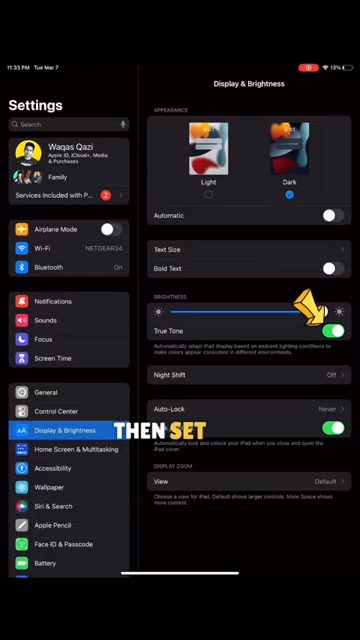 11:33 PM Tue Mar 7
13%
Settings
Search
Waqas Qazi
Apple ID, iCloud+, Media
& Purchases
Family
Services Included with P...
2
Airplane Mode
Wi-Fi
NETGEAR34
Bluetooth
On
Notifications
Sounds
Focus
Screen Time
General
Control Center
AA
Display & Brightness
Home Screen & Multitasking
Accessibility
Wallpaper
Siri & Search
Apple Pencil
Face ID & Passcode
Battery
Display & Brightness
APPEARANCE
9:41
9:41
Light
Dark
Automatic
Text Size
Bold Text
BRIGHTNESS
True Tone
Automatically adapt iPad display based on ambient lighting conditions to
make colors appear consistent in different environments.
Night Shift
Off
Auto-Lock
Never
THEN SET
Automatically lock and unlock your iPad when you close and open the
iPad cover.
DISPLAY ZOOM
View
Default
Choose a view for iPad. Default shows larger controls. More Space shows
more content.